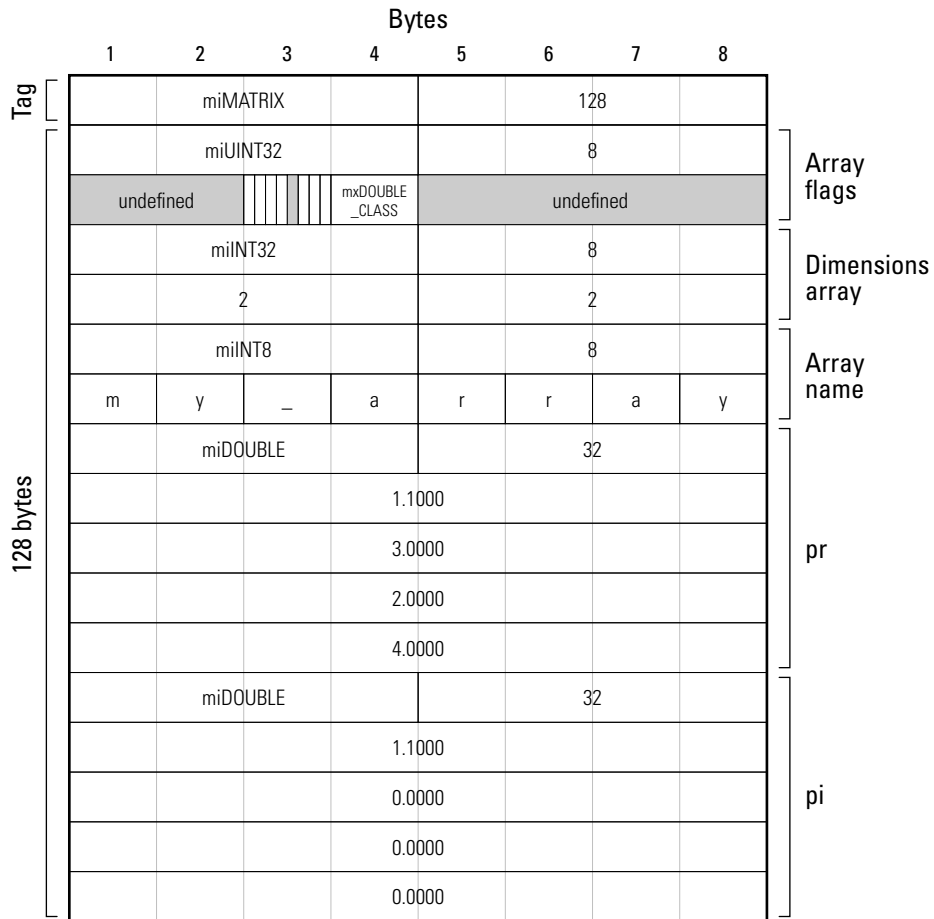 Bytes
1 2 3 4 5 6 7 8
Tag
miMATRIX 128
miUINT32 8
Array
flags
undefined mxDOUBLE
_CLASS undefined
miINT32 8
Dimensions
array
2 2
miINT8 8
Array
name
m y _ a r r a y
miDOUBLE 32
128 bytes
1.1000
3.0000
pr
2.0000
4.0000
miDOUBLE 32
1.1000
0.0000
pi
0.0000
0.0000